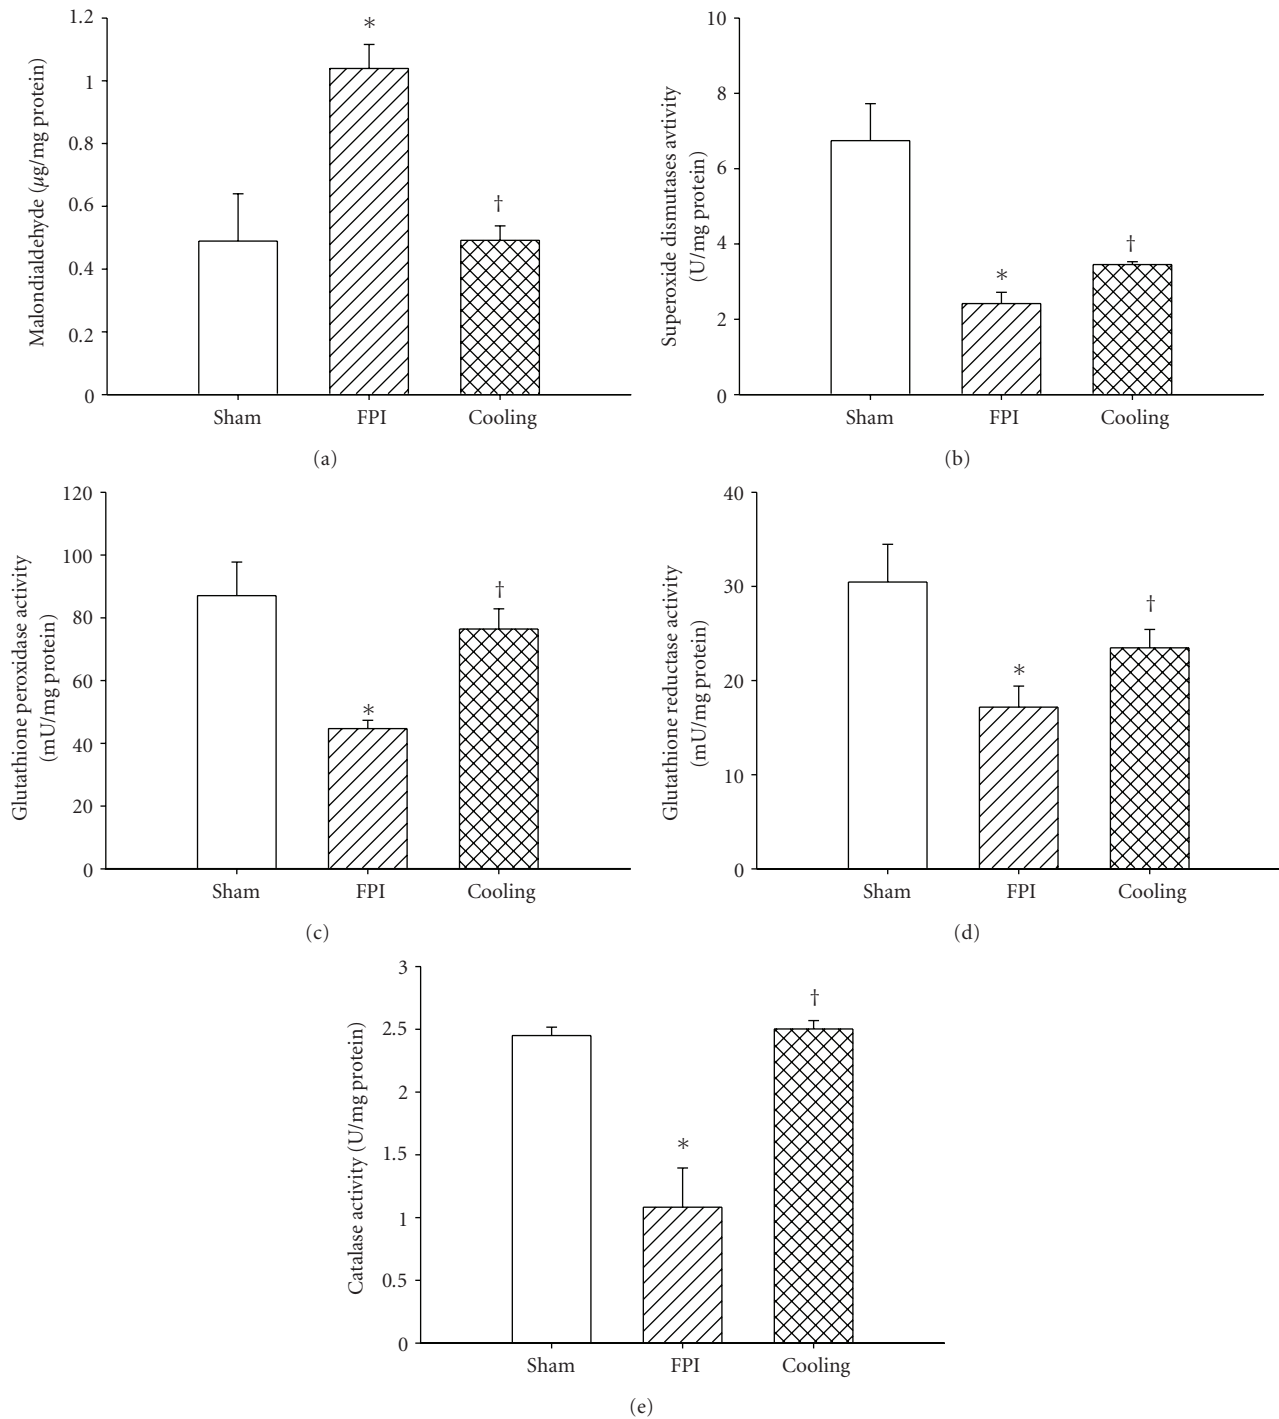 1.2
1
0.8
0.6
0.4
0.2
0
Malondialdehyde (μg/mg protein)
*
†
Sham FPI Cooling
(a)
10
8
6
4
2
0
Superoxide dismutases avtivity
(U/mg protein)
*
†
Sham FPI Cooling
(b)
120
100
80
60
40
20
0
Glutathione peroxidase activity
(mU/mg protein)
*
†
Sham FPI Cooling
(c)
40
30
20
10
0
Glutathione reductase activity
(mU/mg protein)
*
†
Sham FPI Cooling
(d)
3
2.5
2
1.5
1
0.5
0
Catalase activity (U/mg protein)
*
†
Sham FPI Cooling
(e)